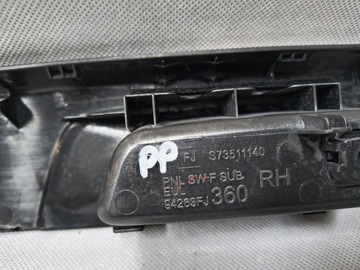 PP
FJ S73511140
PNL SW-F SUB RH
EUL
94263FJ 360